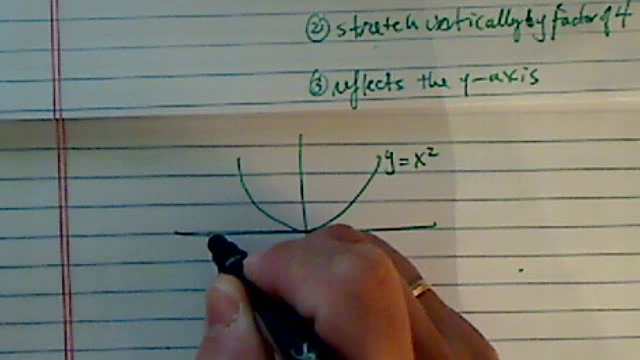 ② stretch vertically by factor of 4
③ reflects the y-axis
y=x²